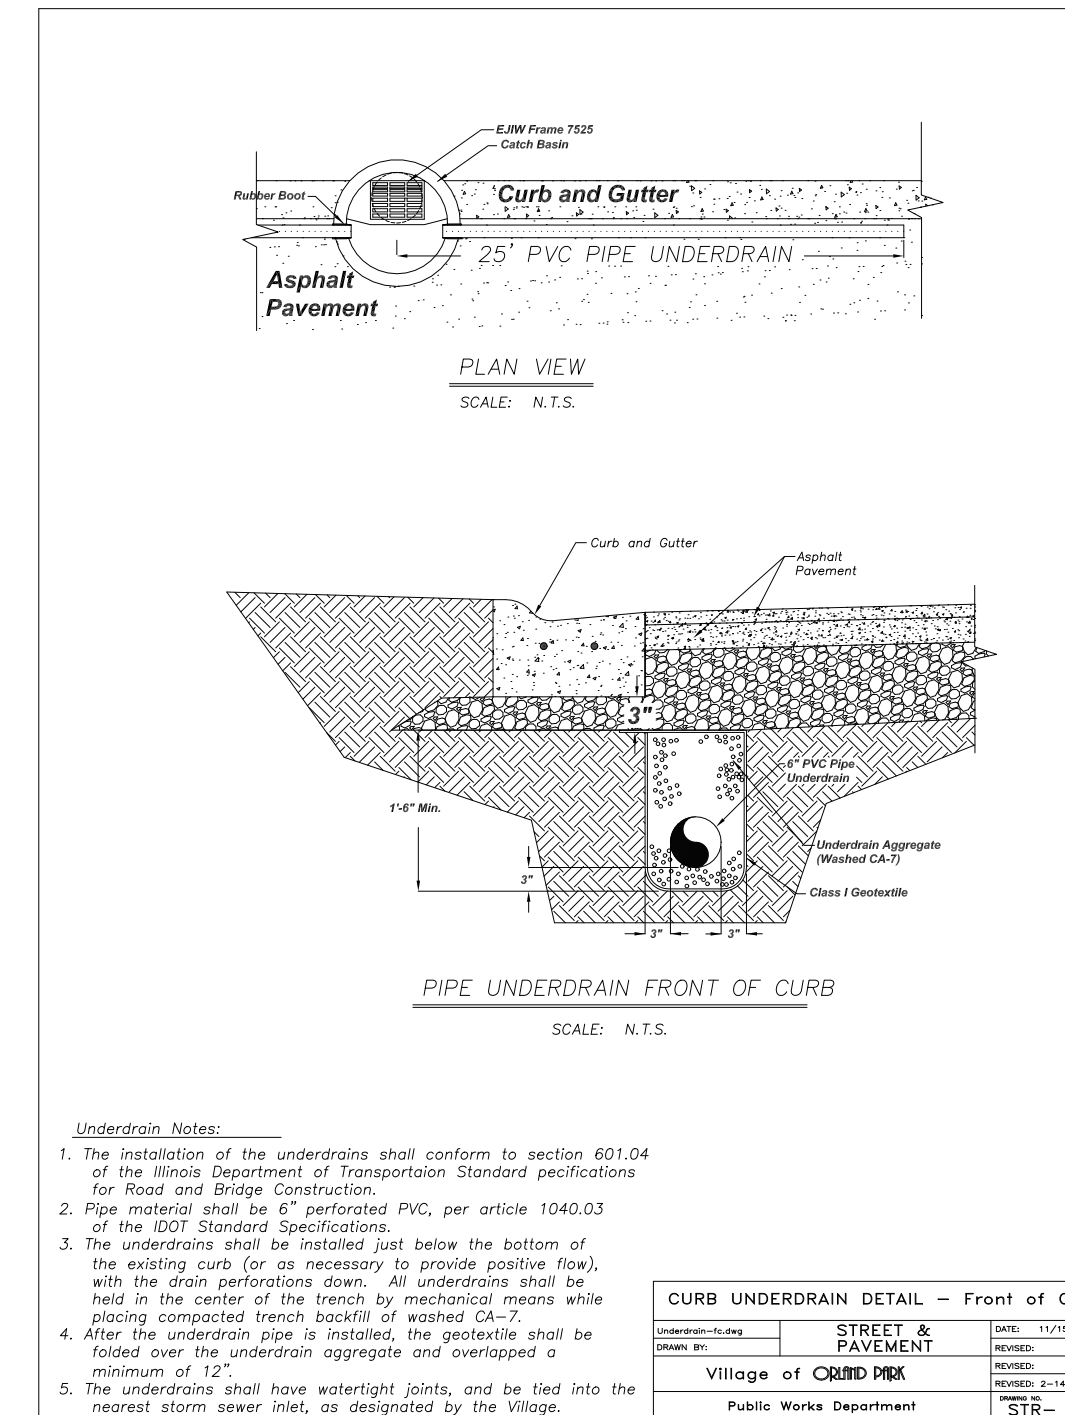 EJIW Frame 7525
Catch Basin
Rubber Boot
Curb and Gutter
25' PVC PIPE UNDERDRAIN
Asphalt
Pavement
PLAN VIEW
SCALE: N.T.S.
Curb and Gutter
Asphalt
Pavement
3"
6" PVC Pipe
Underdrain
1'-6" Min.
Underdrain Aggregate
(Washed CA-7)
3"
Class I Geotextile
3"
3"
PIPE UNDERDRAIN FRONT OF CURB
SCALE: N.T.S.
Underdrain Notes:
1. The installation of the underdrains shall conform to section 601.04
of the Illinois Department of Transportaion Standard pecifications
for Road and Bridge Construction.
2. Pipe material shall be 6" perforated PVC, per article 1040.03
of the IDOT Standard Specifications.
3. The underdrains shall be installed just below the bottom of
the existing curb (or as necessary to provide positive flow),
with the drain perforations down. All underdrains shall be
held in the center of the trench by mechanical means while
placing compacted trench backfill of washed CA-7.
4. After the underdrain pipe is installed, the geotextile shall be
folded over the underdrain aggregate and overlapped a
minimum of 12".
5. The underdrains shall have watertight joints, and be tied into the
nearest storm sewer inlet, as designated by the Village.
CURB UNDERDRAIN DETAIL - Front of
Underdrain-fc.dwg
DRAWN BY:
STREET &
PAVEMENT
DATE: 11/15
REVISED:
Village of ORLAND PARK
REVISED:
REVISED: 2-14
Public Works Department
DRAWING NO.
STR-